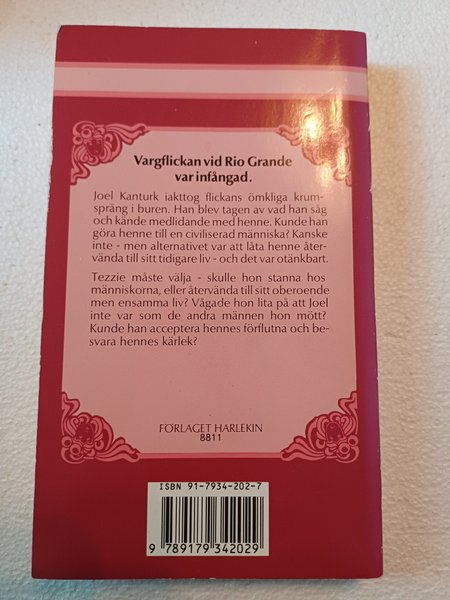 Vargflickan vid Rio Grande
var infångad.
Joel Kanturk iakttog flickans ömkliga krum-
språng i buren. Han blev tagen av vad han såg
och kände medlidande med henne. Kunde han
göra henne till en civiliserad människa? Kanske
inte - men alternativet var att låta henne åter-
vända till sitt tidigare liv - och det var otänkbart.
Tezzie måste välja - skulle hon stanna hos
människorna, eller återvända till sitt oberoende
men ensamma liv? Vågade hon lita på att Joel
inte var som de andra männen hon mött?
Kunde han acceptera hennes förflutna och be-
svara hennes kärlek?
FÖRLAGET HARLEKIN
8811
ISBN 91-7934-202-7
9 789179 342029